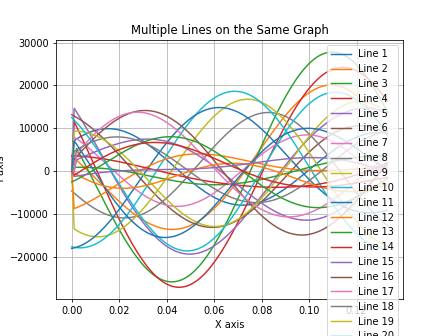 Multiple Lines on the Same Graph
30000
20000
10000
0
−10000
−20000
0.00
0.02
0.04
0.06
0.08
0.10
X axis
Line 1
Line 2
Line 3
Line 4
Line 5
Line 6
Line 7
Line 8
Line 9
Line 10
Line 11
Line 12
Line 13
Line 14
Line 15
Line 16
Line 17
Line 18
Line 19
Line 20